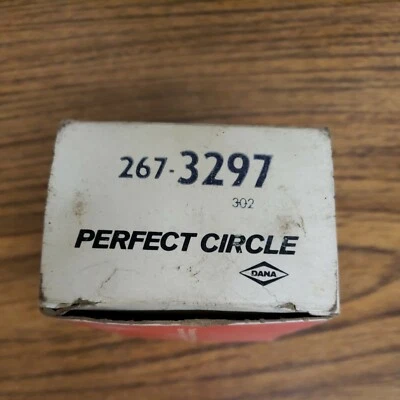 267-3297
302
PERFECT CIRCLE
DANA